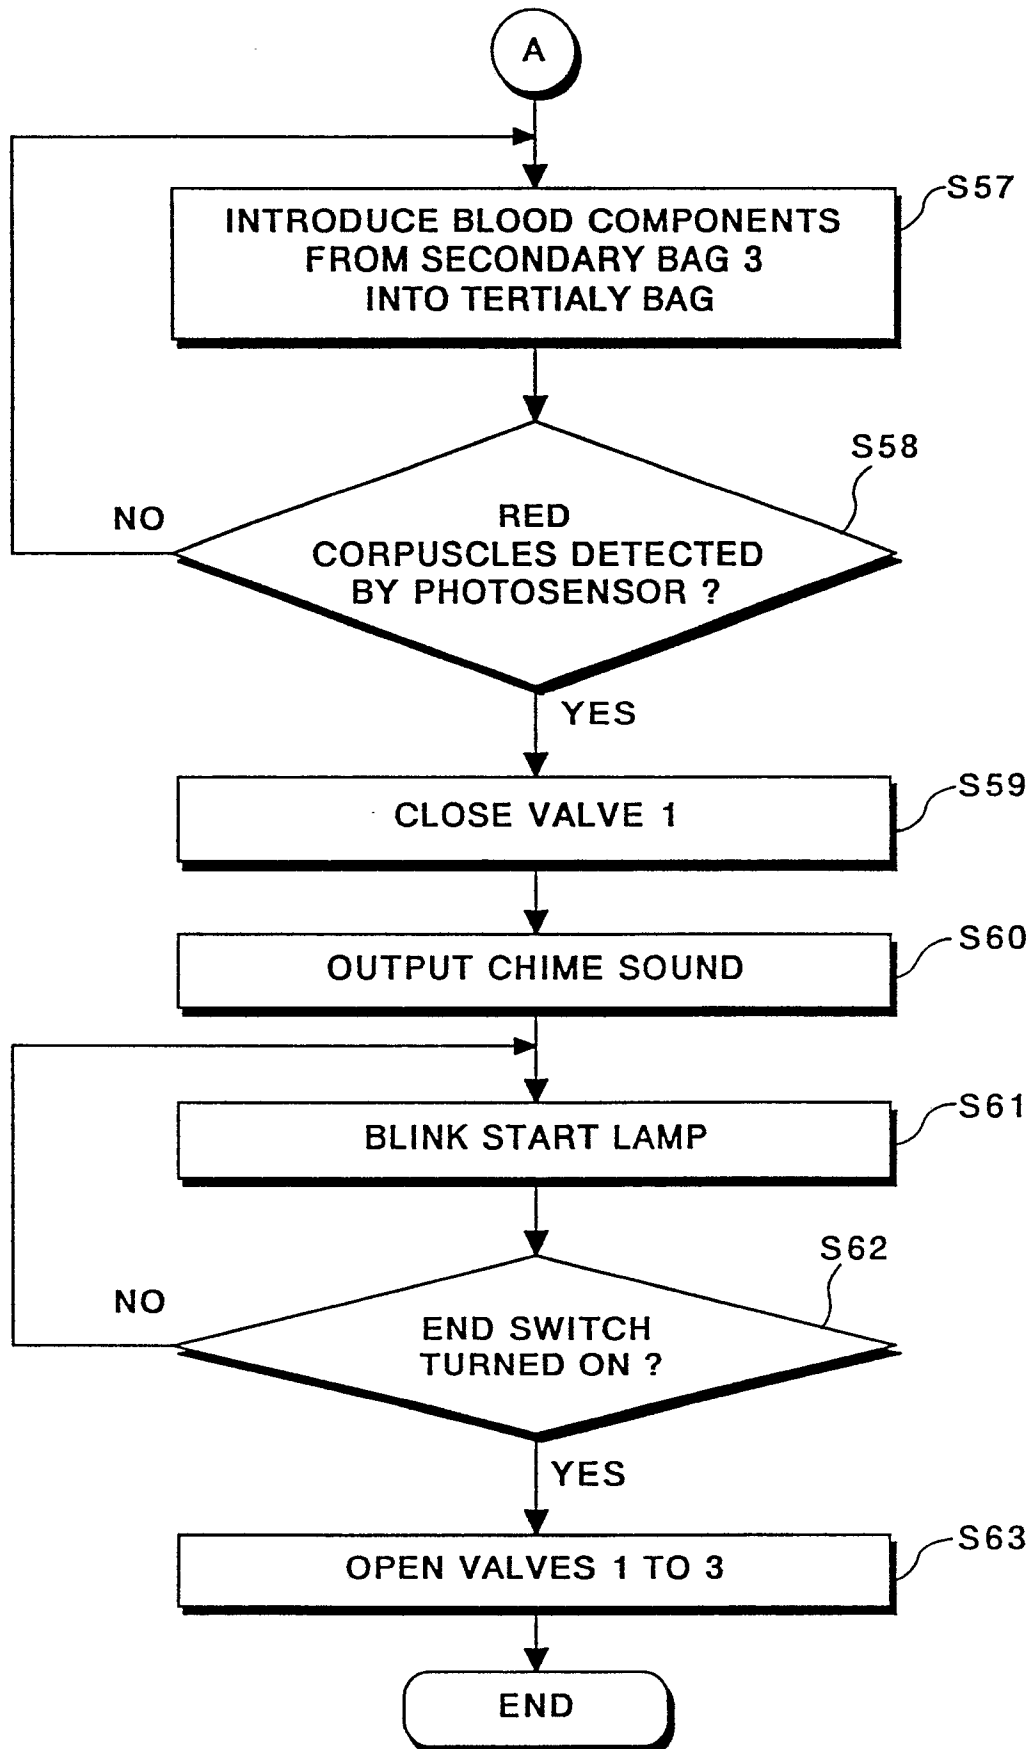 A
S57
INTRODUCE BLOOD COMPONENTS
FROM SECONDARY BAG 3
INTO TERTIALY BAG
S58
NO
RED
CORPUSCLES DETECTED
BY PHOTOSENSOR ?
YES
S59
CLOSE VALVE 1
S60
OUTPUT CHIME SOUND
S61
BLINK START LAMP
S62
NO
END SWITCH
TURNED ON ?
YES
S63
OPEN VALVES 1 TO 3
END